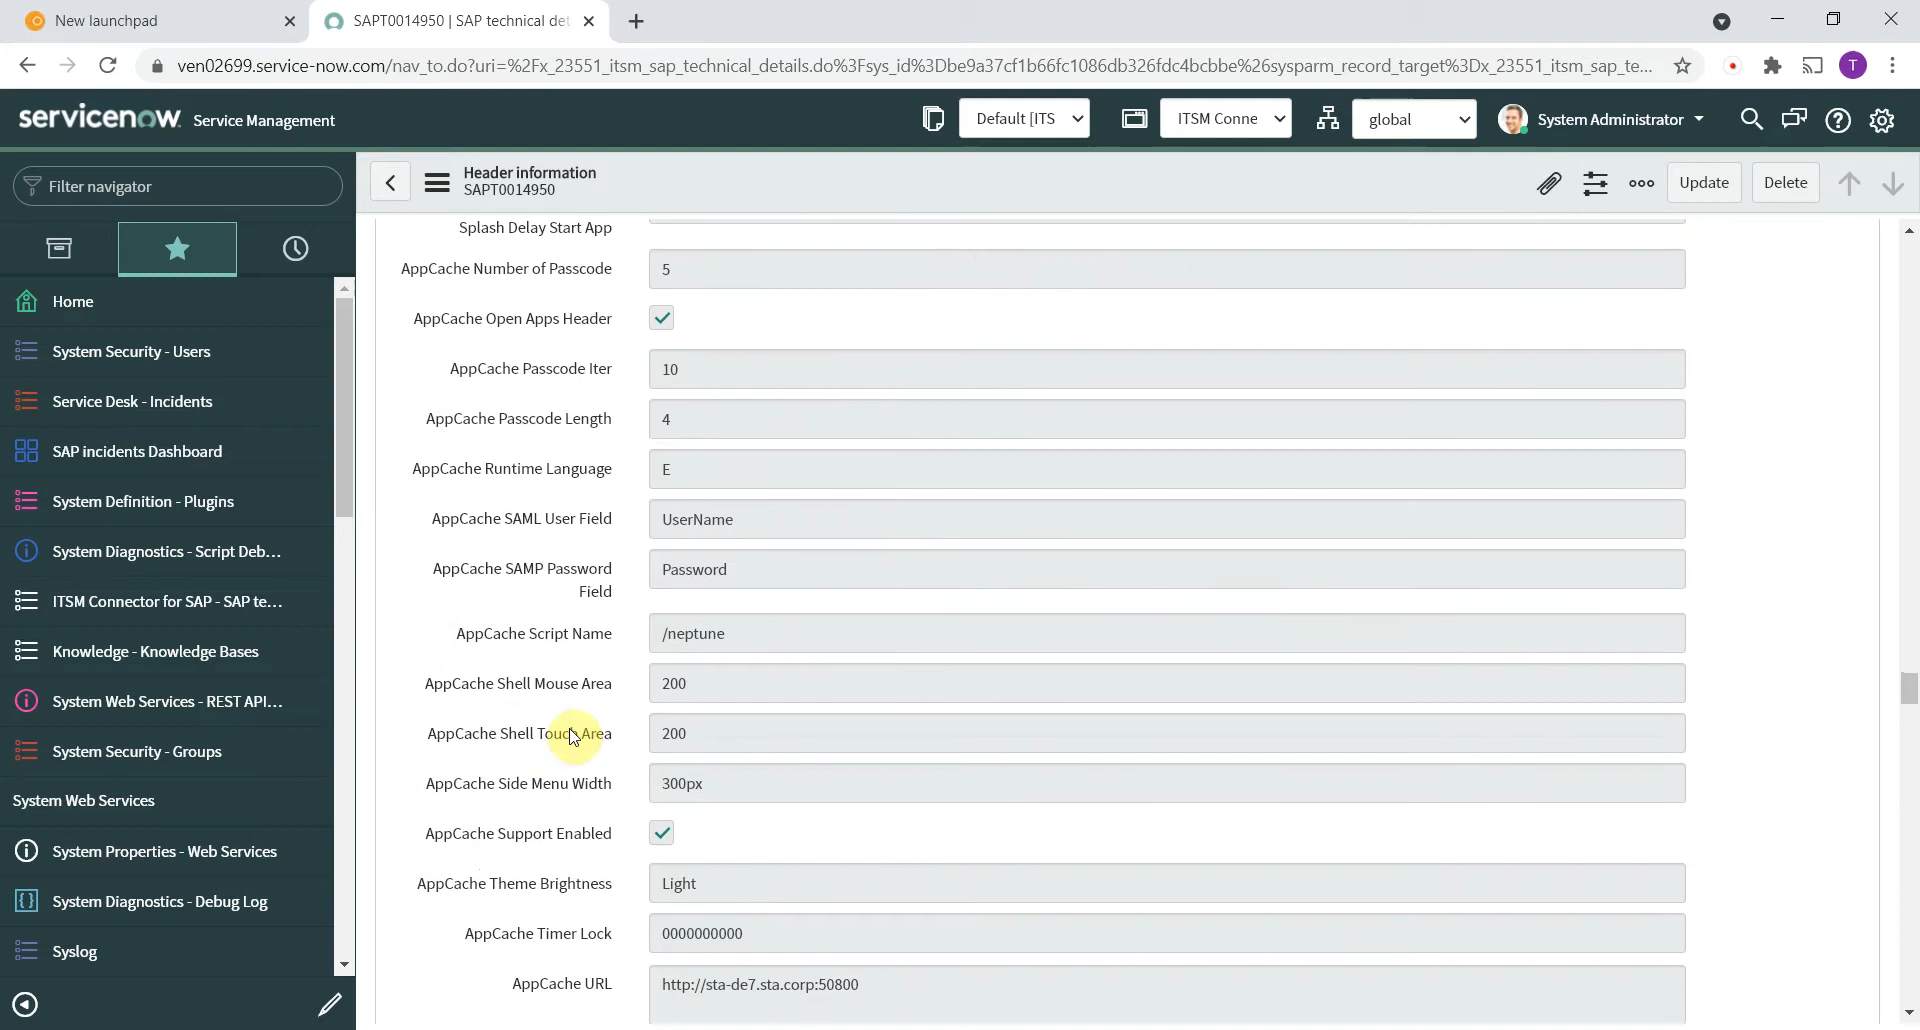 New launchpad
SAPT0014950 | SAP technical det
ven02699.service-now.com/nav_to.do?uri=%2Fx_23551_itsm_sap_technical_details.do%3Fsys_id%3Dbe9a37cf1b66fc1086db326fdc4bcbbe%26sysparm_record_target%3Dx_23551_itsm_sap_te...
T
servicenow Service Management
Default [ITS
ITSM Conne
global
System Administrator
Filter navigator
Header information
SAPT0014950
Update
Delete
Home
System Security - Users
Service Desk - Incidents
SAP incidents Dashboard
System Definition - Plugins
System Diagnostics - Script Deb...
ITSM Connector for SAP - SAP te...
Knowledge - Knowledge Bases
System Web Services - REST API...
System Security - Groups
System Web Services
System Properties - Web Services
System Diagnostics - Debug Log
Syslog
Splash Delay Start App
AppCache Number of Passcode 5
AppCache Open Apps Header
AppCache Passcode Iter 10
AppCache Passcode Length 4
AppCache Runtime Language E
AppCache SAML User Field UserName
AppCache SAMP Password Password
Field
AppCache Script Name /neptune
AppCache Shell Mouse Area 200
AppCache Shell Touch Area 200
AppCache Side Menu Width 300px
AppCache Support Enabled
AppCache Theme Brightness Light
AppCache Timer Lock 0000000000
AppCache URL http://sta-de7.sta.corp:50800